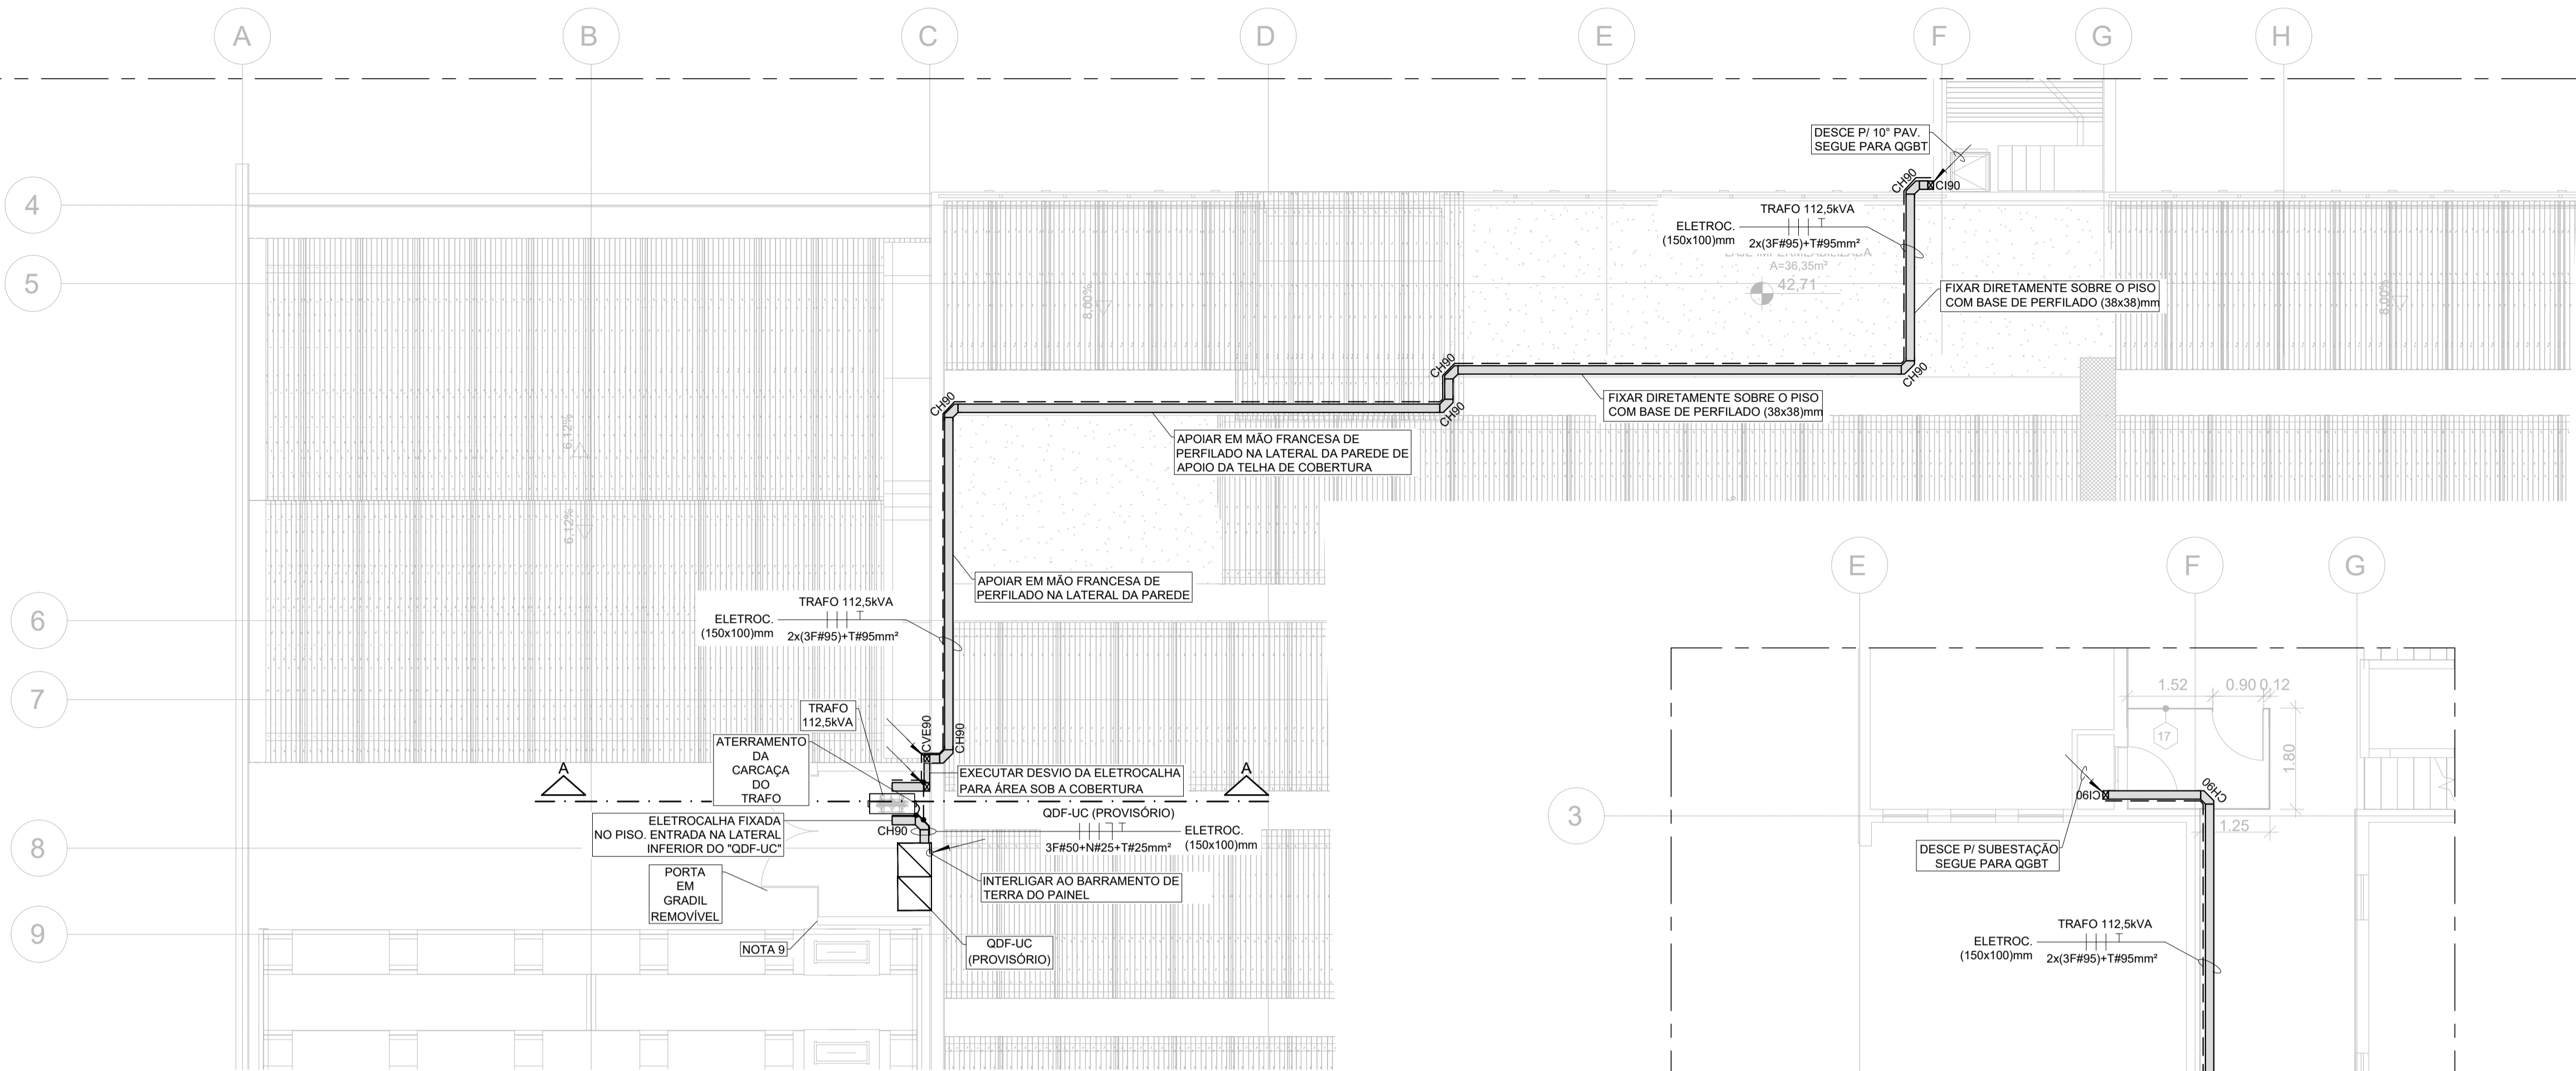 A
B
C
D
E
F
G
H
4
5
6
7
8
9
DESCE P/ 10° PAV.
SEGUE PARA QGBT
CH90
CI90
TRAFO 112,5kVA
ELETROC.
(150x100)mm
2x(3F#95)+T#95mm²
A=36,35m²
42,71
8,00%
8,00%
FIXAR DIRETAMENTE SOBRE O PISO
COM BASE DE PERFILADO (38x38)mm
CH90
CH90
CH90
CH90
FIXAR DIRETAMENTE SOBRE O PISO
COM BASE DE PERFILADO (38x38)mm
APOIAR EM MÃO FRANCESA DE
PERFILADO NA LATERAL DA PAREDE DE
APOIO DA TELHA DE COBERTURA
6,12%
6,12%
APOIAR EM MÃO FRANCESA DE
PERFILADO NA LATERAL DA PAREDE
TRAFO 112,5kVA
ELETROC.
(150x100)mm
2x(3F#95)+T#95mm²
TRAFO
112,5kVA
CVE90
CH90
ATERRAMENTO
DA
CARCAÇA
DO
TRAFO
A
A
EXECUTAR DESVIO DA ELETROCALHA
PARA ÁREA SOB A COBERTURA
ELETROCALHA FIXADA
NO PISO. ENTRADA NA LATERAL
INFERIOR DO "QDF-UC"
CH90
QDF-UC (PROVISÓRIO)
ELETROC.
(150x100)mm
3F#50+N#25+T#25mm²
INTERLIGAR AO BARRAMENTO DE
TERRA DO PAINEL
PORTA
EM
GRADIL
REMOVÍVEL
NOTA 9
QDF-UC
(PROVISÓRIO)
E
F
G
3
1.52
0.90
0.12
17
1.80
1.25
CI90
CH90
DESCE P/ SUBESTAÇÃO
SEGUE PARA QGBT
TRAFO 112,5kVA
ELETROC.
(150x100)mm
2x(3F#95)+T#95mm²